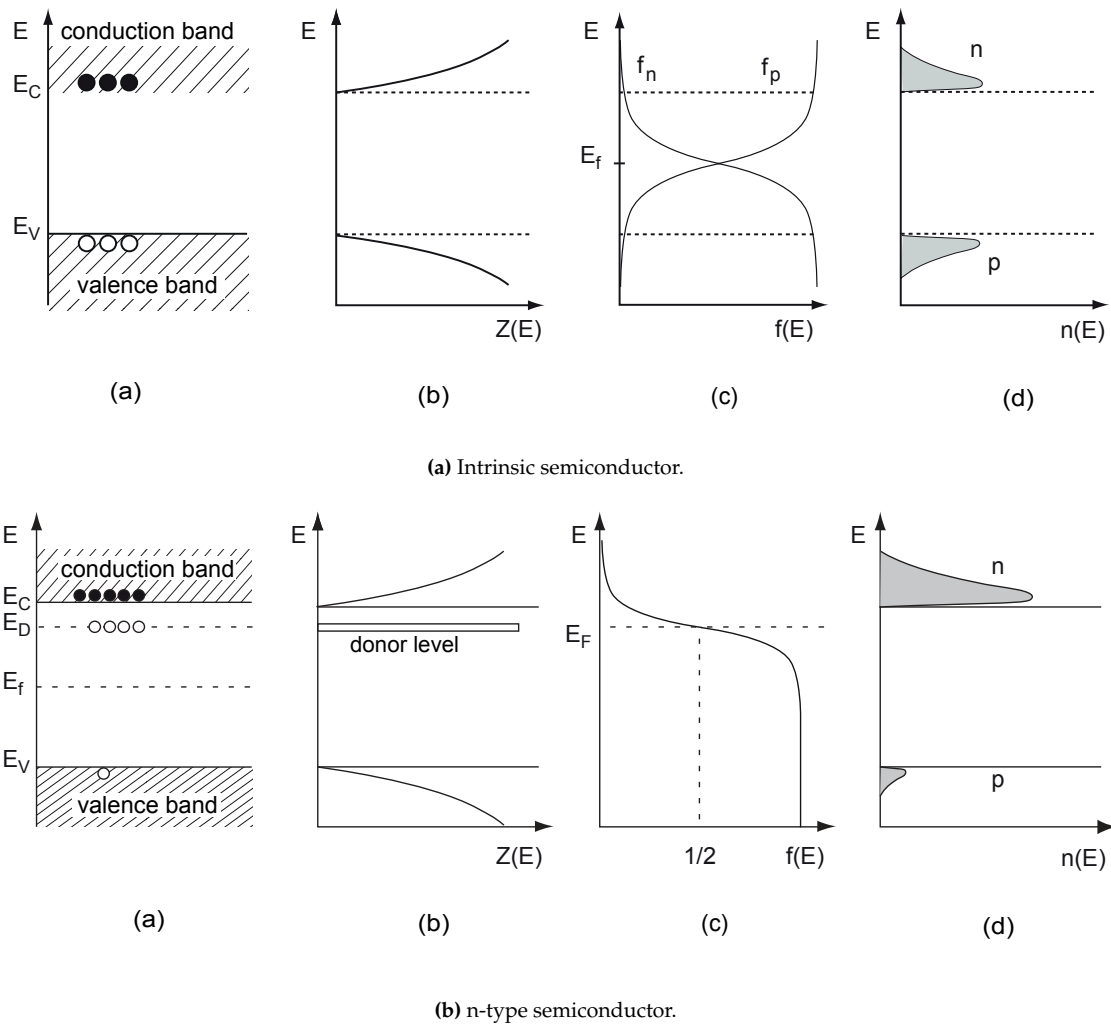 E
conduction band
E_C
E_V
valence band
(a)
E
Z(E)
(b)
E
f_n
f_p
E_f
f(E)
(c)
E
n
p
n(E)
(d)
(a) Intrinsic semiconductor.
E
conduction band
E_C
E_D
E_f
E_V
valence band
(a)
E
donor level
Z(E)
(b)
E
E_F
1/2
f(E)
(c)
E
n
p
n(E)
(d)
(b) n-type semiconductor.